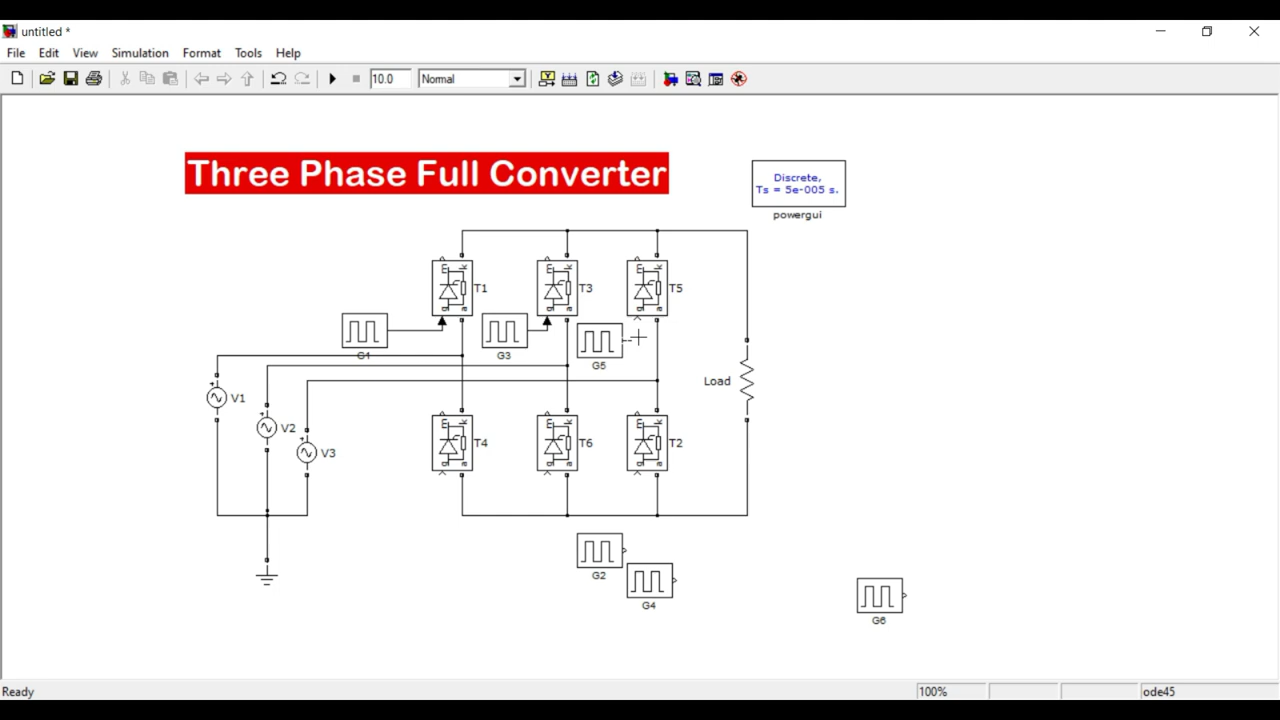 untitled *
File Edit View Simulation Format Tools Help
10.0 Normal
Three Phase Full Converter
Discrete,
Ts = 5e-005 s.
powergui
m k m k m k
T1 T3 T5
g a g a g a
G1 G3 G5
Load
V1
V2
V3
m k m k m k
T4 T6 T2
g a g a g a
G2
G4
G6
Ready 100% ode45